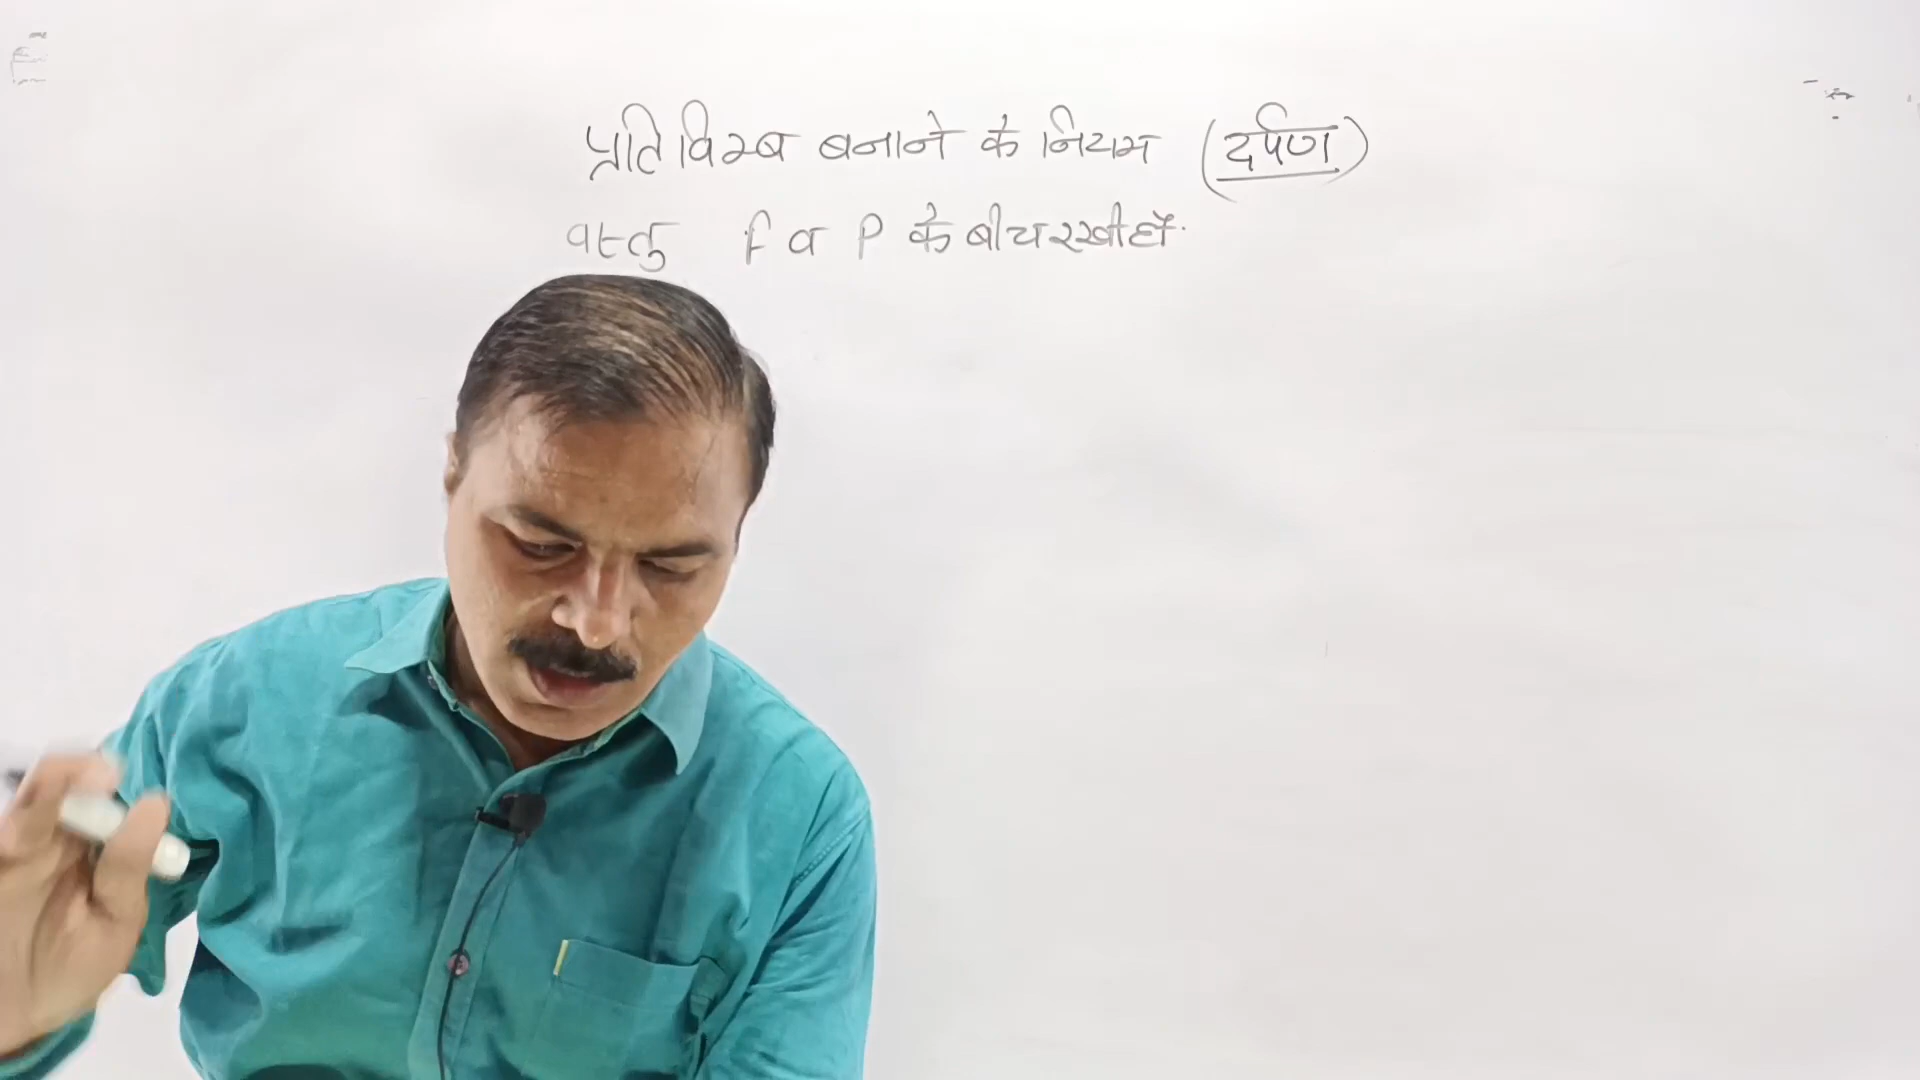 प्रतिविम्ब बनाने के नियम (दर्पण)
वस्तु F व P के बीच रखी हो.